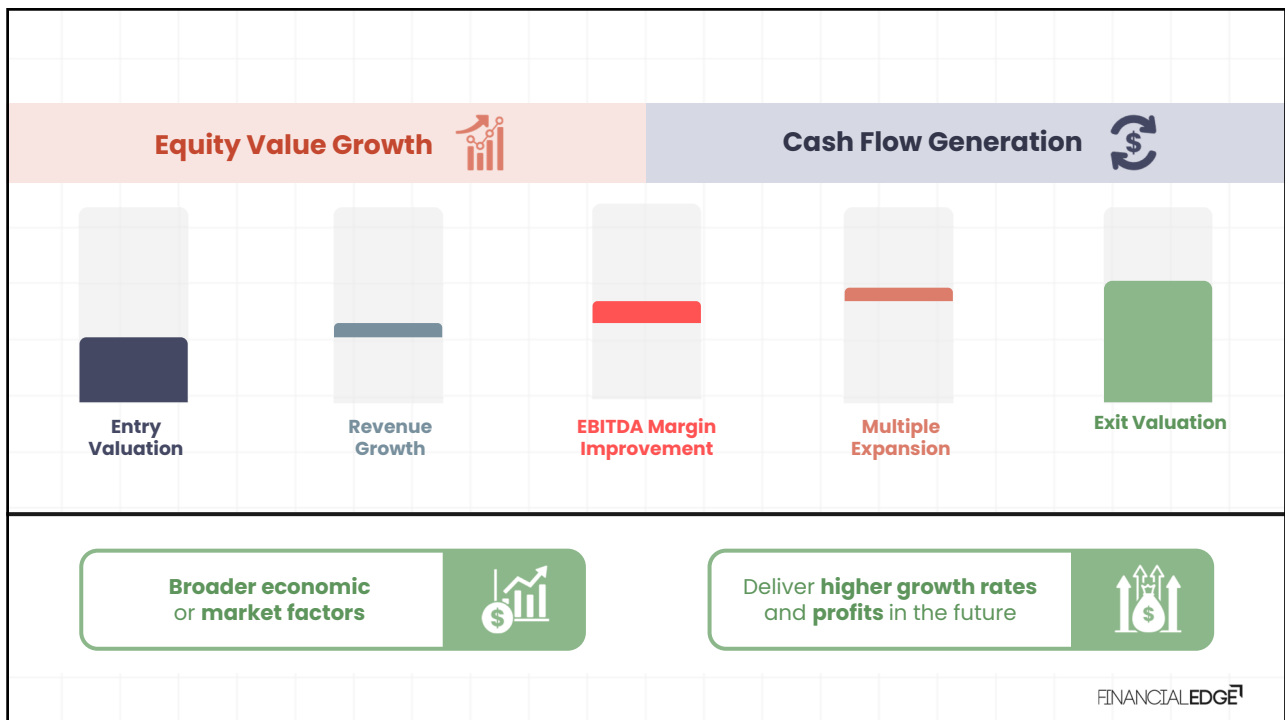 Equity Value Growth
Cash Flow Generation
$
Entry
Valuation
Revenue
Growth
EBITDA Margin
Improvement
Multiple
Expansion
Exit Valuation
Broader economic
or market factors
$
Deliver higher growth rates
and profits in the future
$
FINANCIALEDGE